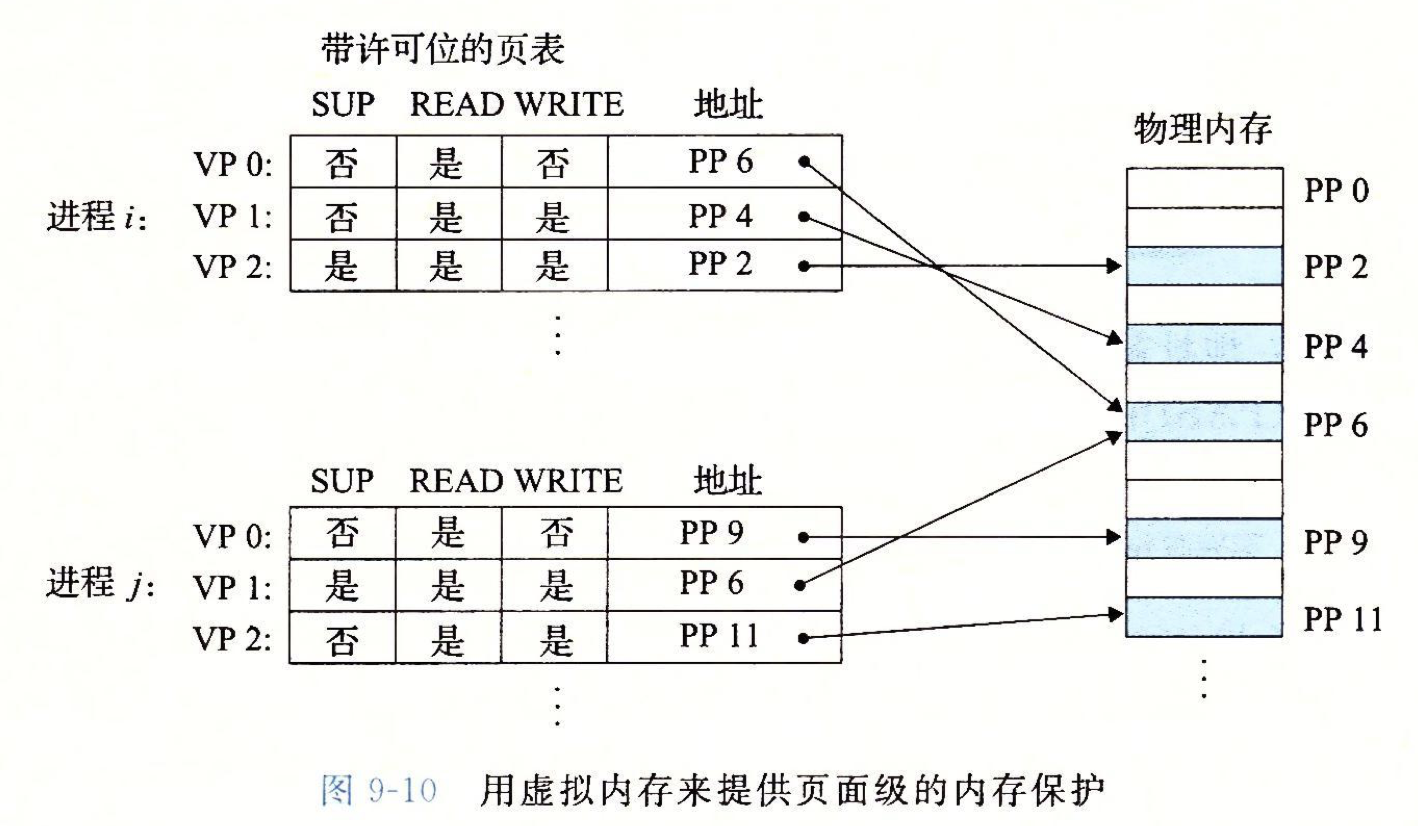 带许可位的页表
SUP READ WRITE 地址
物理内存
VP 0: 否 是 否 PP 6
PP 0
进程 i: VP 1: 否 是 是 PP 4
VP 2: 是 是 是 PP 2
PP 2
PP 4
PP 6
SUP READ WRITE 地址
VP 0: 否 是 否 PP 9
PP 9
进程 j: VP 1: 是 是 是 PP 6
VP 2: 否 是 是 PP 11
PP 11
图 9-10 用虚拟内存来提供页面级的内存保护